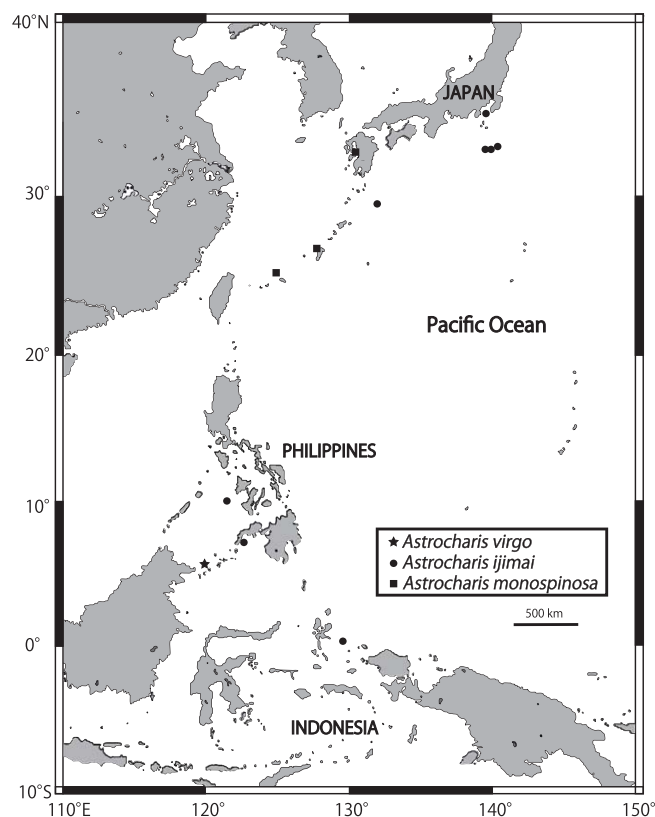 40°N
30°
20°
10°
0°
10°S
110°E
120°
130°
140°
150°
JAPAN
Pacific Ocean
PHILIPPINES
Astrocharis virgo
Astrocharis ijimai
Astrocharis monospinosa
500 km
INDONESIA